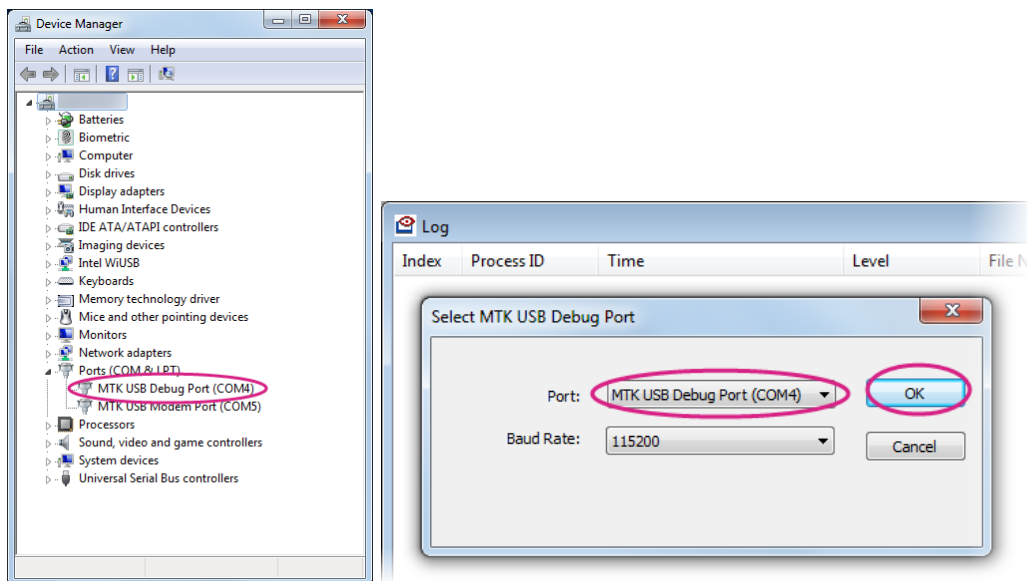 Device Manager
File Action View Help
Batteries
Biometric
Computer
Disk drives
Display adapters
Human Interface Devices
IDE ATA/ATAPI controllers
Imaging devices
Intel WiUSB
Keyboards
Memory technology driver
Mice and other pointing devices
Monitors
Network adapters
Ports (COM & LPT)
MTK USB Debug Port (COM4)
MTK USB Modem Port (COM5)
Processors
Sound, video and game controllers
System devices
Universal Serial Bus controllers
Log
Index Process ID Time Level File N
Select MTK USB Debug Port
Port: MTK USB Debug Port (COM4) OK
Baud Rate: 115200 Cancel